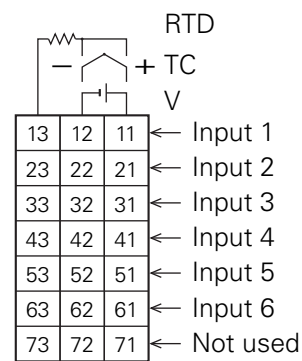 RTD
− + TC
V
13 12 11 ← Input 1
23 22 21 ← Input 2
33 32 31 ← Input 3
43 42 41 ← Input 4
53 52 51 ← Input 5
63 62 61 ← Input 6
73 72 71 ← Not used